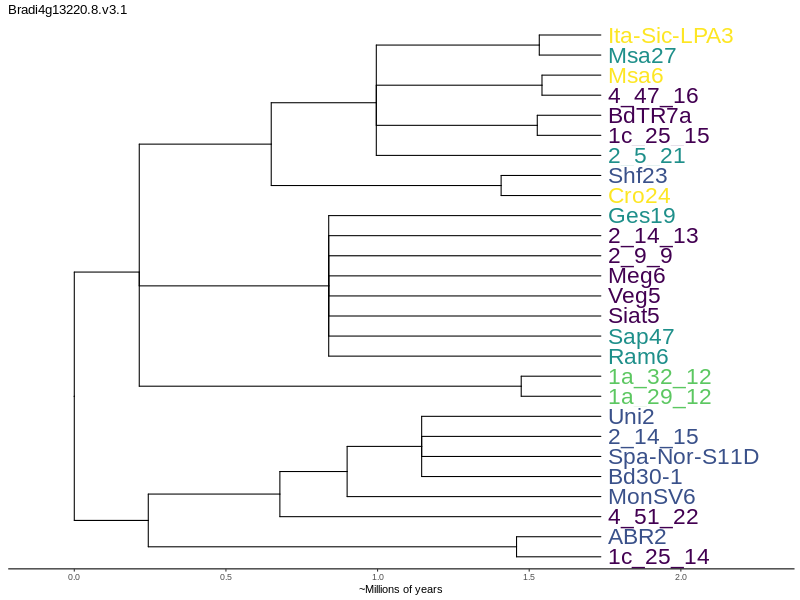 Bradi4g13220.8.v3.1
Ita-Sic-LPA3
Msa27
Msa6
4_47_16
BdTR7a
1c_25_15
2_5_21
Shf23
Cro24
Ges19
2_14_13
2_9_9
Meg6
Veg5
Siat5
Sap47
Ram6
1a_32_12
1a_29_12
Uni2
2_14_15
Spa-Nor-S11D
Bd30-1
MonSV6
4_51_22
ABR2
1c_25_14
0.0 0.5 1.0 1.5 2.0
~Millions of years